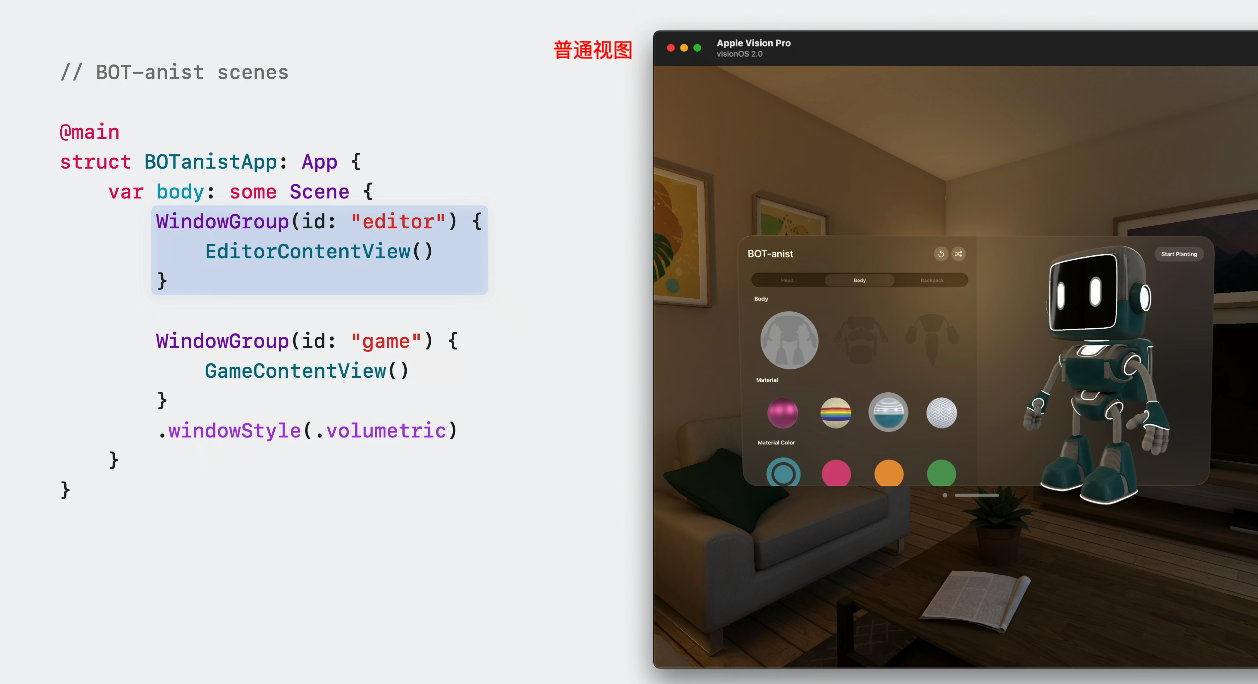 // BOT-anist scenes
@main
struct BOTanistApp: App {
var body: some Scene {
WindowGroup(id: "editor") {
EditorContentView()
}
WindowGroup(id: "game") {
GameContentView()
}
.windowStyle(.volumetric)
}
}
普通视图
Apple Vision Pro
visionOS 2.0
BOT-anist
Start Planting
Head
Body
Backpack
Body
Material
Material Color